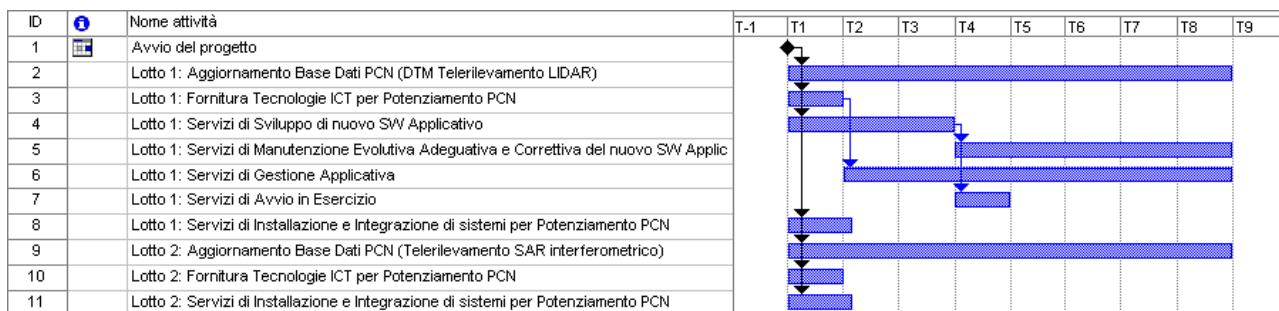 ID Nome attività T-1 T1 T2 T3 T4 T5 T6 T7 T8 T9
1 Avvio del progetto
2 Lotto 1: Aggiornamento Base Dati PCN (DTM Telerilevamento LIDAR)
3 Lotto 1: Fornitura Tecnologie ICT per Potenziamento PCN
4 Lotto 1: Servizi di Sviluppo di nuovo SW Applicativo
5 Lotto 1: Servizi di Manutenzione Evolutiva Adeguativa e Correttiva del nuovo SW Applic
6 Lotto 1: Servizi di Gestione Applicativa
7 Lotto 1: Servizi di Avvio in Esercizio
8 Lotto 1: Servizi di Installazione e Integrazione di sistemi per Potenziamento PCN
9 Lotto 2: Aggiornamento Base Dati PCN (Telerilevamento SAR interferometrico)
10 Lotto 2: Fornitura Tecnologie ICT per Potenziamento PCN
11 Lotto 2: Servizi di Installazione e Integrazione di sistemi per Potenziamento PCN